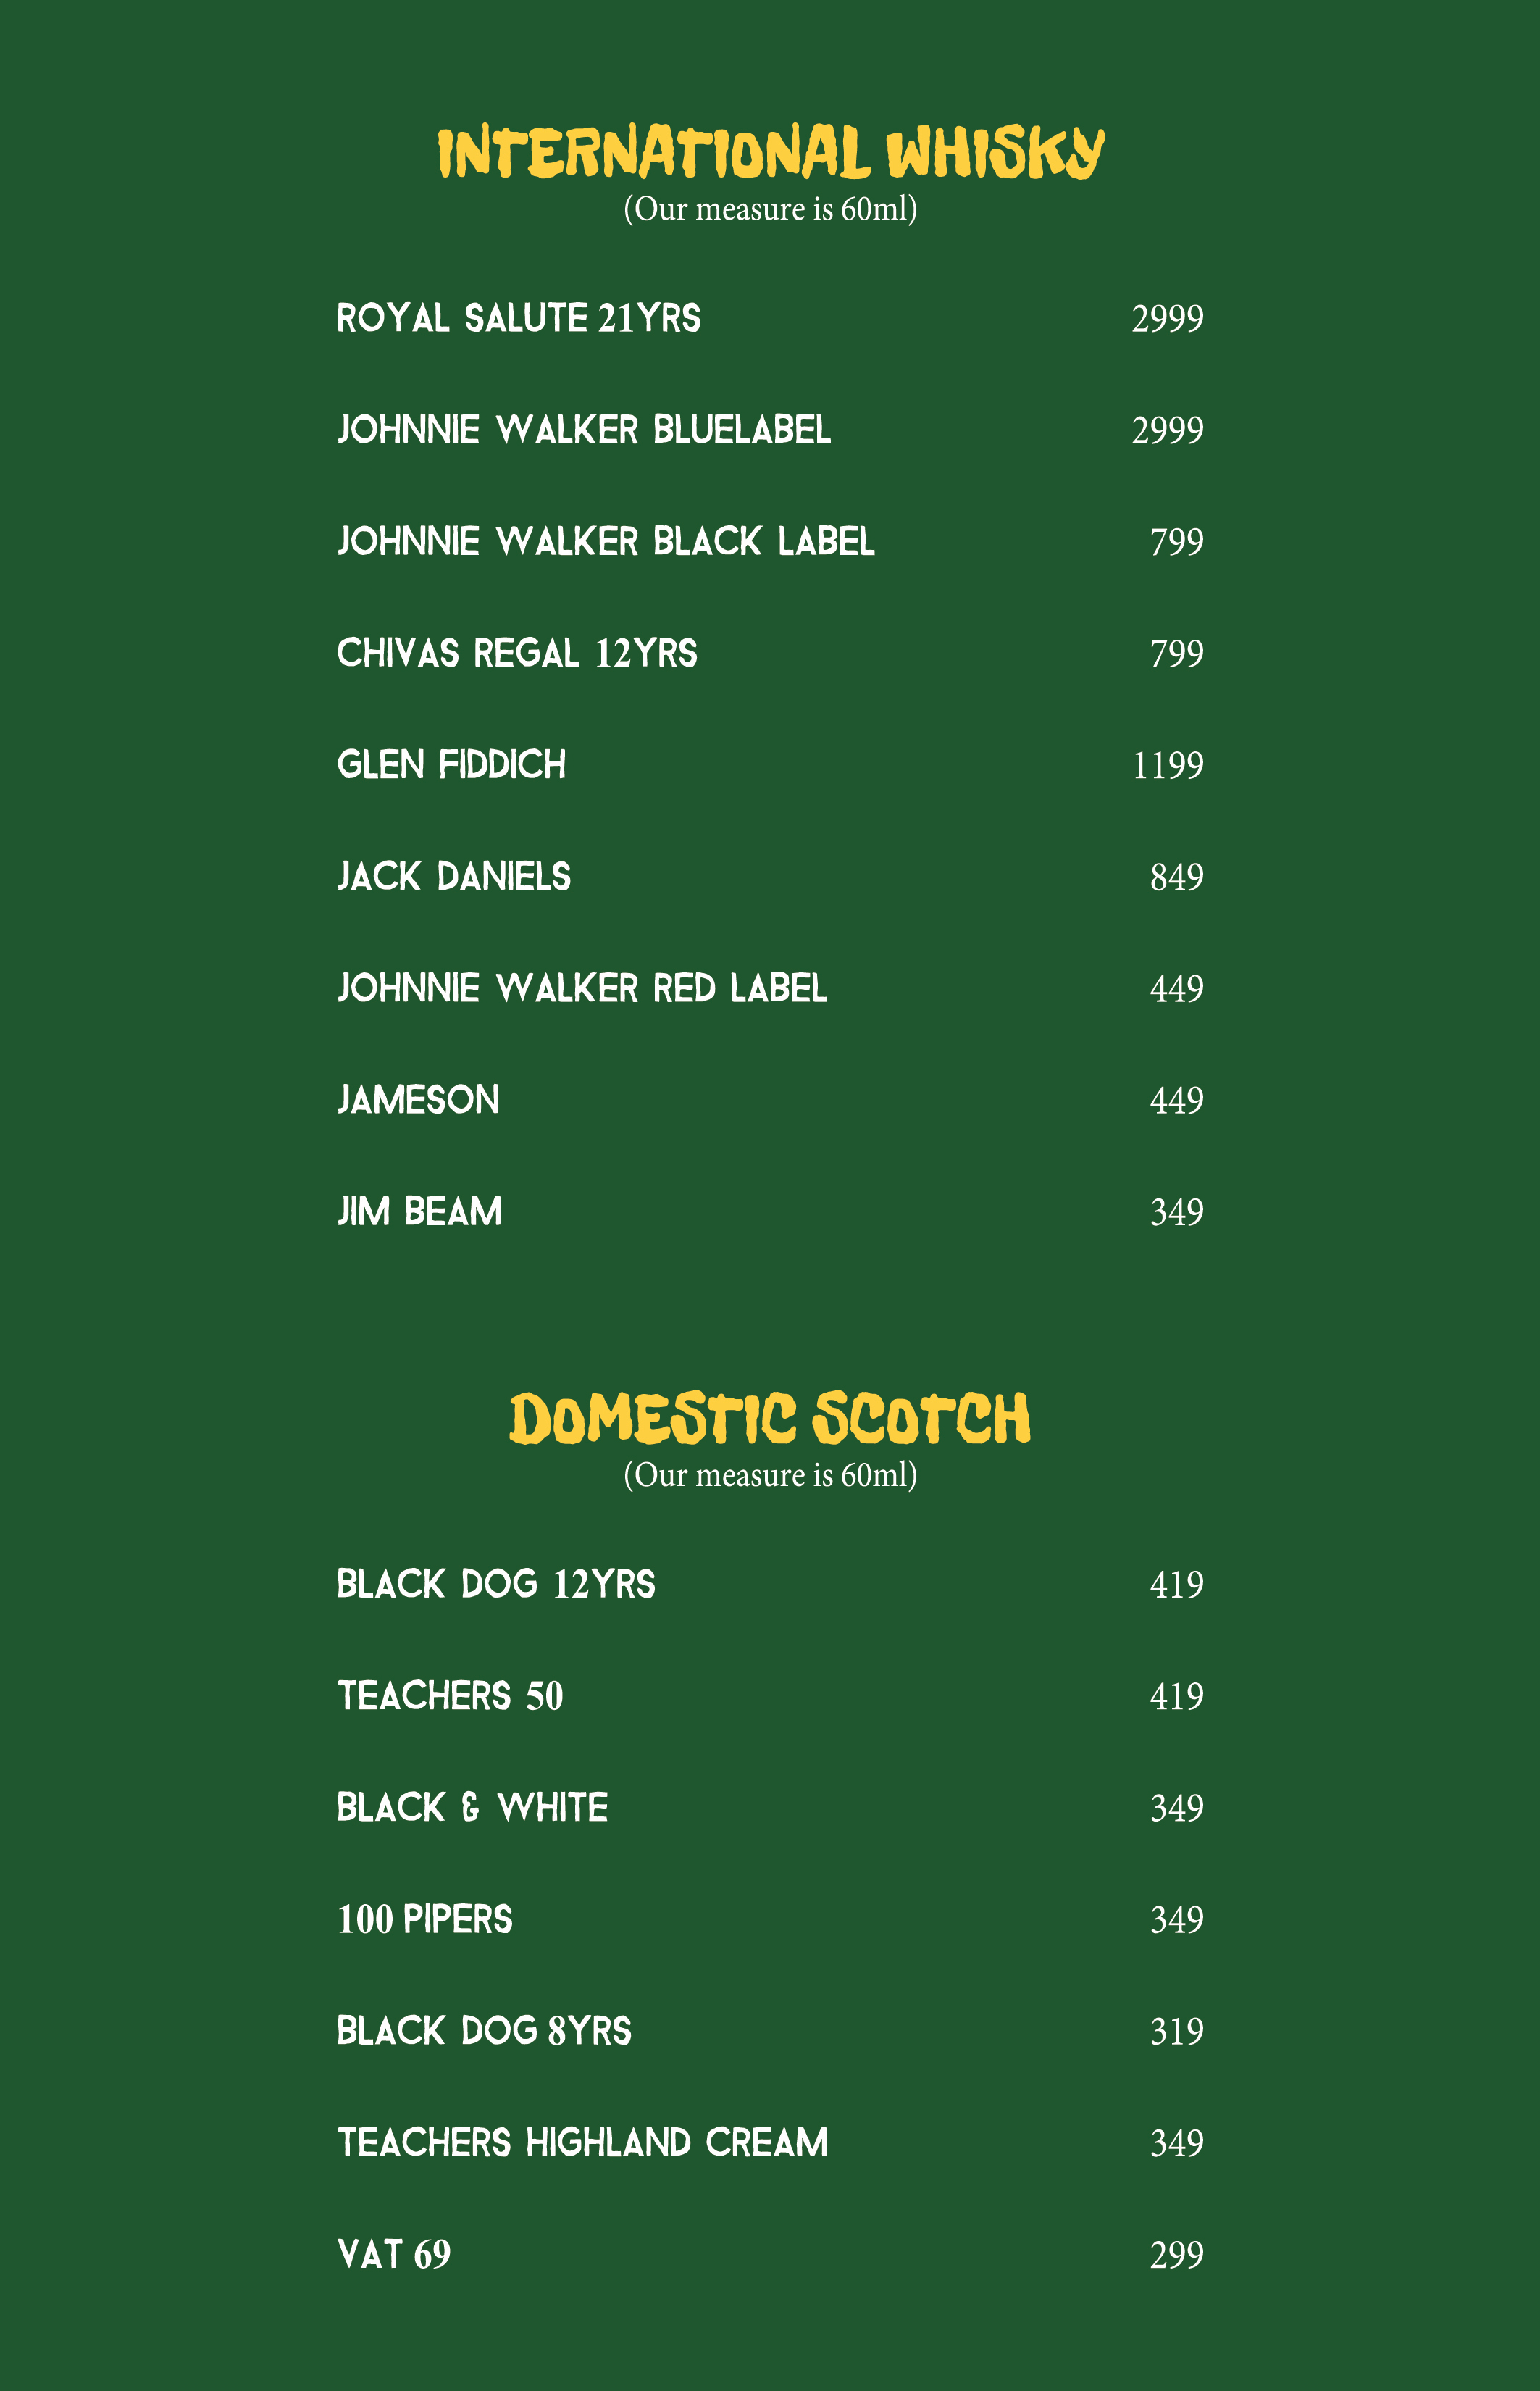 INTERNATIONAL WHISKY
(Our measure is 60ml)
ROYAL SALUTE 21YRS 2999
JOHNNIE WALKER BLUELABEL 2999
JOHNNIE WALKER BLACK LABEL 799
CHIVAS REGAL 12YRS 799
GLEN FIDDICH 1199
JACK DANIELS 849
JOHNNIE WALKER RED LABEL 449
JAMESON 449
JIM BEAM 349
DOMESTIC SCOTCH
(Our measure is 60ml)
BLACK DOG 12YRS 419
TEACHERS 50 419
BLACK & WHITE 349
100 PIPERS 349
BLACK DOG 8YRS 319
TEACHERS HIGHLAND CREAM 349
VAT 69 299